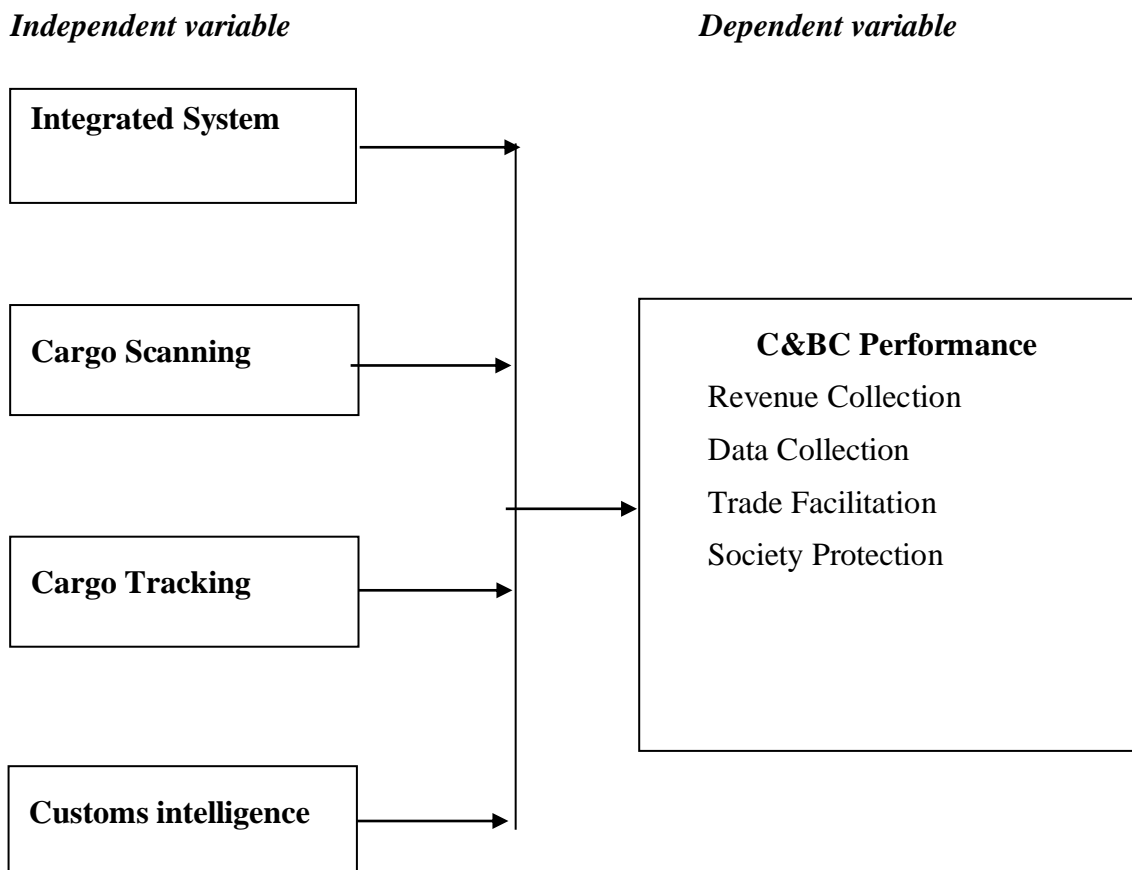 Independent variable
Dependent variable
Integrated System
Cargo Scanning
Cargo Tracking
Customs intelligence
C&BC Performance
Revenue Collection
Data Collection
Trade Facilitation
Society Protection